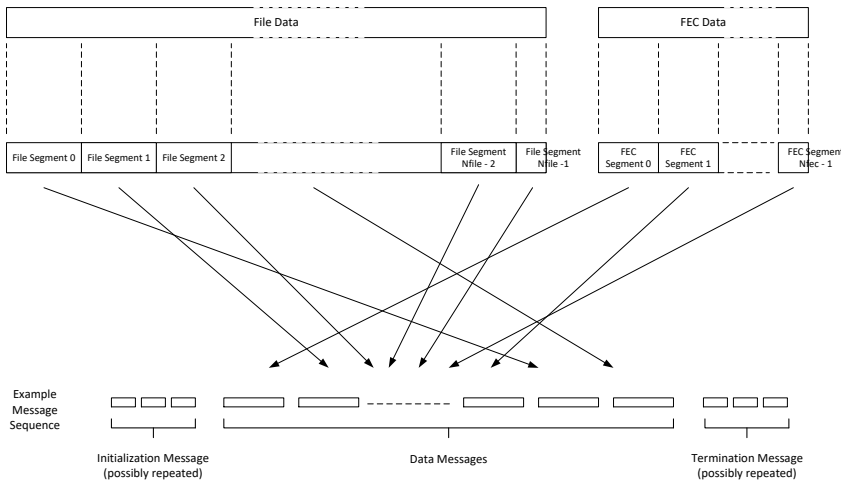 File Data
FEC Data
File Segment 0
File Segment 1
File Segment 2
File Segment
Nfile - 2
File Segment
Nfile -1
FEC
Segment 0
FEC
Segment 1
FEC Segment
Nfec - 1
Example
Message
Sequence
Initialization Message
(possibly repeated)
Data Messages
Termination Message
(possibly repeated)